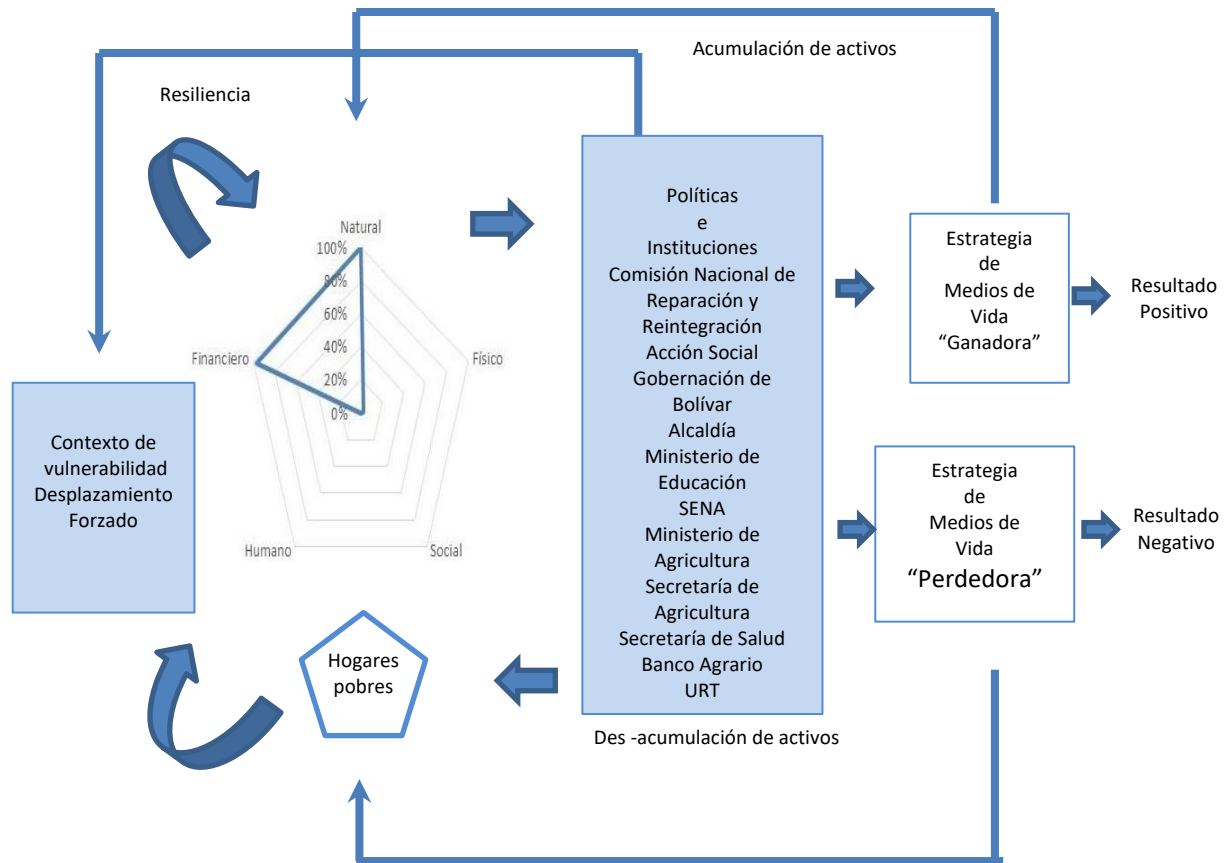 Acumulación de activos
Resiliencia
Natural
100%
80%
60%
40%
20%
0%
Financiero
Físico
Humano
Social
Contexto de
vulnerabilidad
Desplazamiento
Forzado
Hogares
pobres
Políticas
e
Instituciones
Comisión Nacional de
Reparación y
Reintegración
Acción Social
Gobernación de
Bolívar
Alcaldía
Ministerio de
Educación
SENA
Ministerio de
Agricultura
Secretaría de
Agricultura
Secretaría de Salud
Banco Agrario
URT
Des -acumulación de activos
Estrategia
de
Medios de
Vida
“Ganadora”
Resultado
Positivo
Estrategia
de
Medios de
Vida
“Perdedora”
Resultado
Negativo